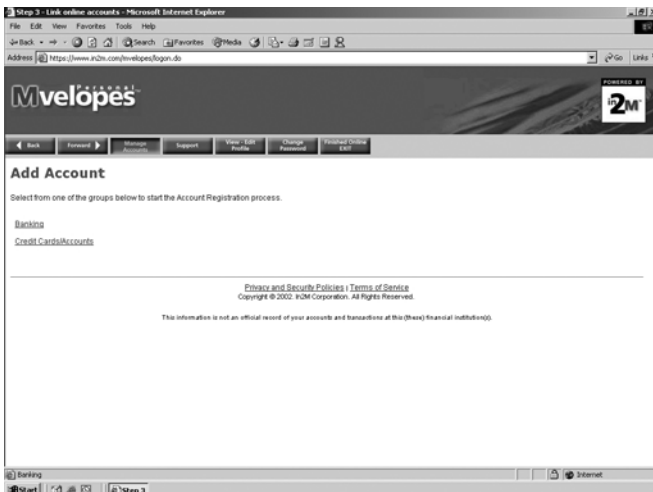 Step 3 - Link online accounts - Microsoft Internet Explorer
File Edit View Favorites Tools Help
Back Search Favorites Media
Address https://www.in2m.com/mvelopes/logon.do Go Links
PERSONAL
Mvelopes
POWERED BY
in2M
Back Forward Manage Accounts Support View - Edit Profile Change Password Finished Online EXIT
Add Account
Select from one of the groups below to start the Account Registration process.
Banking
Credit Cards/Accounts
Privacy and Security Policies | Terms of Service
Copyright © 2002. In2M Corporation. All Rights Reserved.
This information is not an official record of your accounts and transactions at this (these) financial institution(s).
Banking Internet
Start Step 3